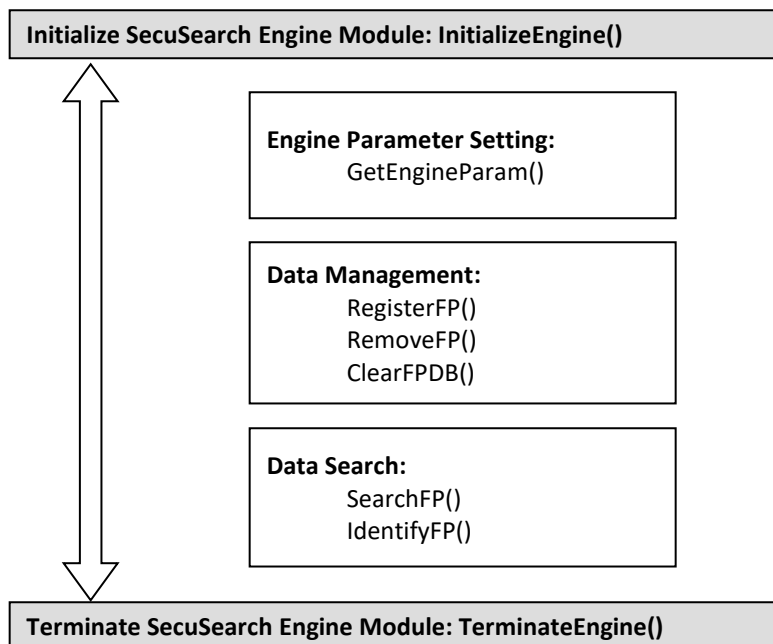 Initialize SecuSearch Engine Module: InitializeEngine()
Engine Parameter Setting:
GetEngineParam()
Data Management:
RegisterFP()
RemoveFP()
ClearFPDB()
Data Search:
SearchFP()
IdentifyFP()
Terminate SecuSearch Engine Module: TerminateEngine()